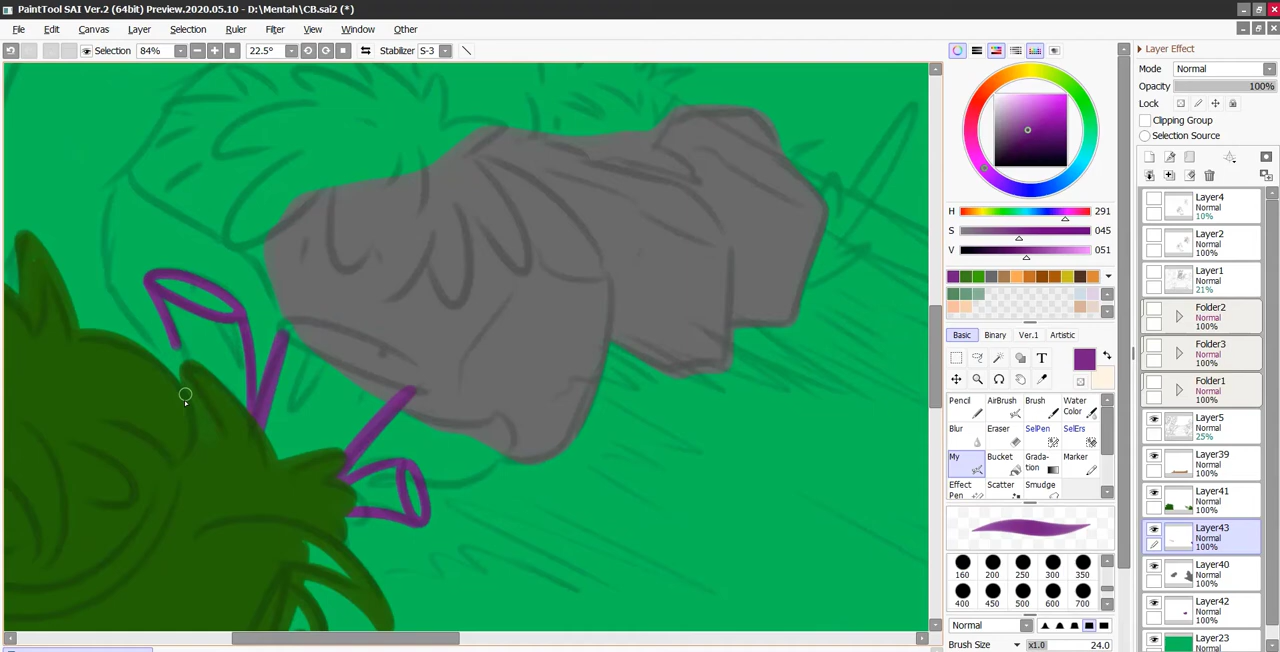 PaintTool SAI Ver.2 (64bit) Preview.2020.05.10 - D:\Mentah\CB.sai2 (*)
File Edit Canvas Layer Selection Ruler Filter View Window Other
Selection 84% 22.5° Stabilizer S-3
Layer Effect
Mode Normal
Opacity 100%
Lock
Clipping Group
Selection Source
H 291
S 045
V 051
Basic Binary Ver.1 Artistic
T
Pencil AirBrush Brush Water Color
Blur Eraser SelPen SelErs
My Bucket Grada-tion Marker
Effect Pen Scatter Smudge
160 200 250 300 350
400 450 500 600 700
Normal
Brush Size x1.0 24.0
Layer4
Normal
10%
Layer2
Normal
100%
Layer1
Normal
21%
Folder2
Normal
100%
Folder3
Normal
100%
Folder1
Normal
100%
Layer5
Normal
25%
Layer39
Normal
100%
Layer41
Normal
100%
Layer43
Normal
100%
Layer40
Normal
100%
Layer42
Normal
100%
Layer23
Normal